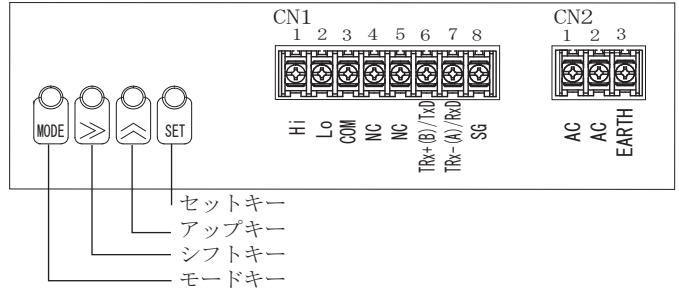 CN1
1 2 3 4 5 6 7 8
Hi
Lo
COM
NC
NC
TRx+(B)/TxD
TRx-(A)/RxD
SG
CN2
1 2 3
AC
AC
EARTH
MODE
SET
セットキー
アップキー
シフトキー
モードキー